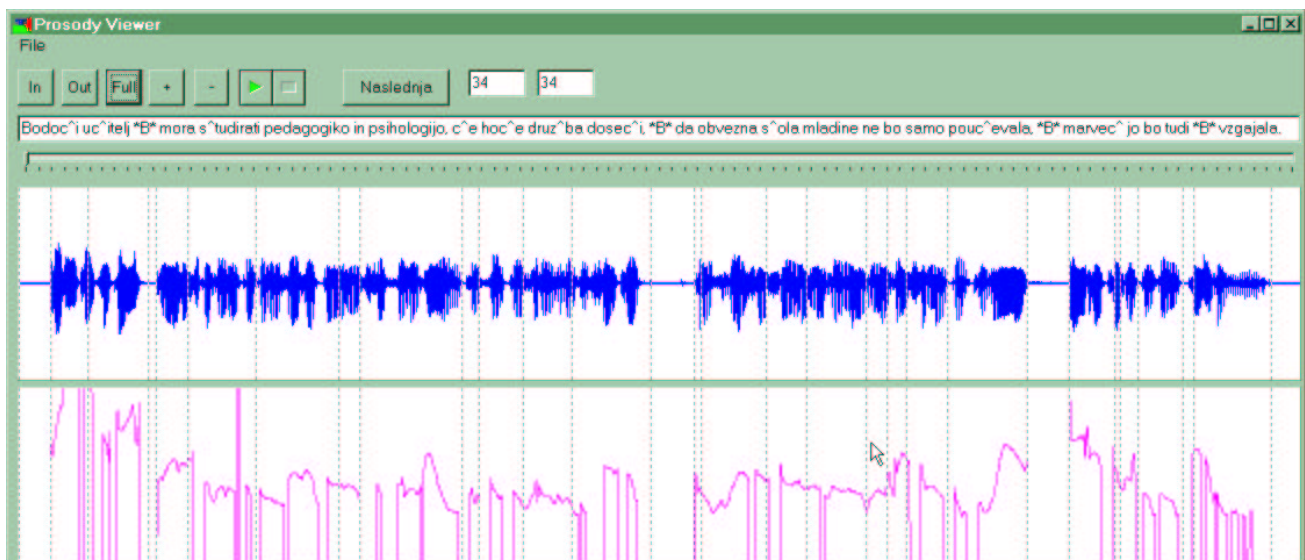 Prosody Viewer
File
In Out Full + - Naslednja 34 34
Bodoc^i uc^itelj *B* mora s^tudirati pedagogiko in psihologijo, c^e hoc^e druz^ba dosec^i, *B* da obvezna s^ola mladine ne bo samo pouc^evala, *B* marvec^ jo bo tudi *B* vzgajala.